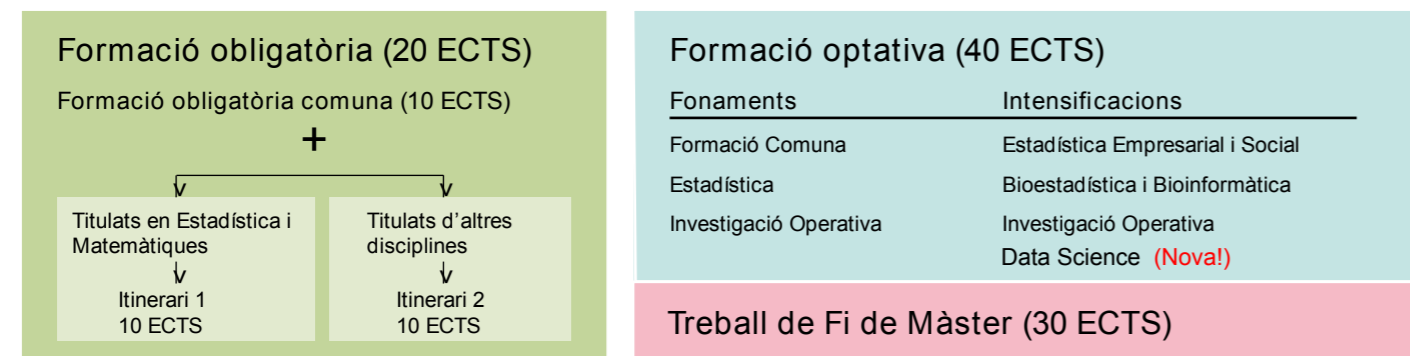 Formació obligatòria (20 ECTS)
Formació obligatòria comuna (10 ECTS)
+
Titulats en Estadística i
Matemàtiques
Itinerari 1
10 ECTS
Titulats d'altres
disciplines
Itinerari 2
10 ECTS
Formació optativa (40 ECTS)
Fonaments
Intensificacions
Formació Comuna
Estadística Empresarial i Social
Estadística
Bioestadística i Bioinformàtica
Investigació Operativa
Investigació Operativa
Data Science (Nova!)
Treball de Fi de Màster (30 ECTS)